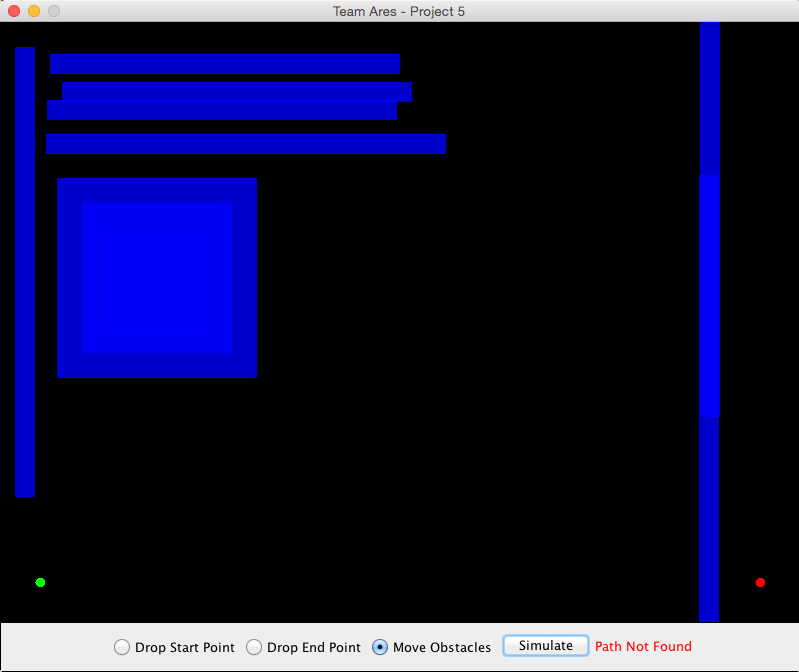 Team Ares - Project 5
Drop Start Point Drop End Point Move Obstacles Simulate Path Not Found